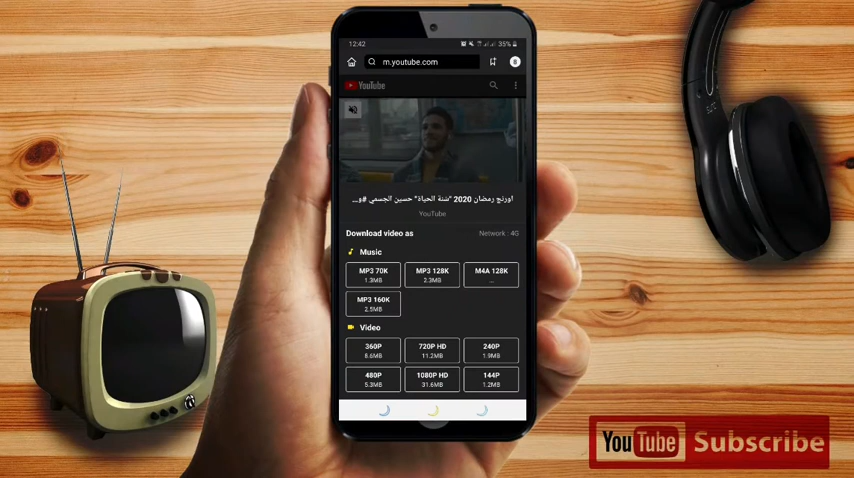 12:42
35%
m.youtube.com
8
YouTube
اورنچ رمضان 2020 "سنة الحياة" حسين الجسمي #و...
YouTube
Download video as
Network : 4G
Music
MP3 70K
1.3MB
MP3 128K
2.3MB
M4A 128K
...
MP3 160K
2.5MB
Video
360P
8.6MB
720P HD
11.2MB
240P
1.9MB
480P
5.3MB
1080P HD
31.6MB
144P
1.2MB
YouTube Subscribe